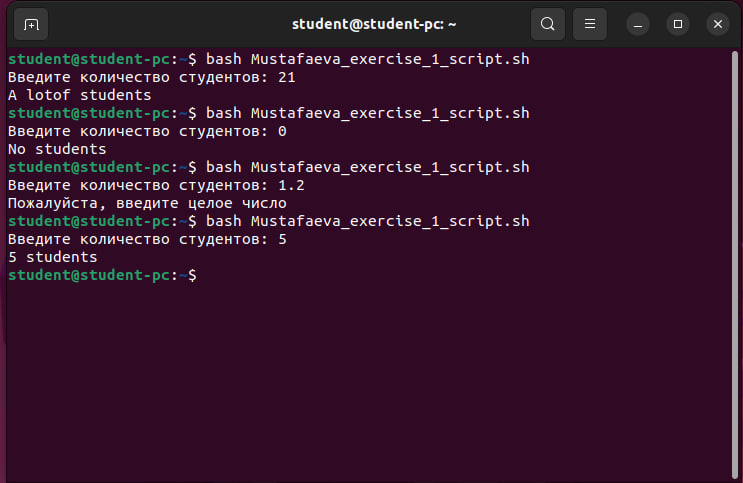 student@student-pc: ~
student@student-pc:~$ bash Mustafaeva_exercise_1_script.sh
Введите количество студентов: 21
A lotof students
student@student-pc:~$ bash Mustafaeva_exercise_1_script.sh
Введите количество студентов: 0
No students
student@student-pc:~$ bash Mustafaeva_exercise_1_script.sh
Введите количество студентов: 1.2
Пожалуйста, введите целое число
student@student-pc:~$ bash Mustafaeva_exercise_1_script.sh
Введите количество студентов: 5
5 students
student@student-pc:~$